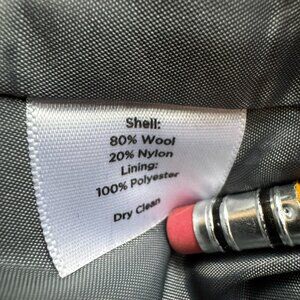 Shell:
80% Wool
20% Nylon
Lining:
100% Polyester
Dry Clean